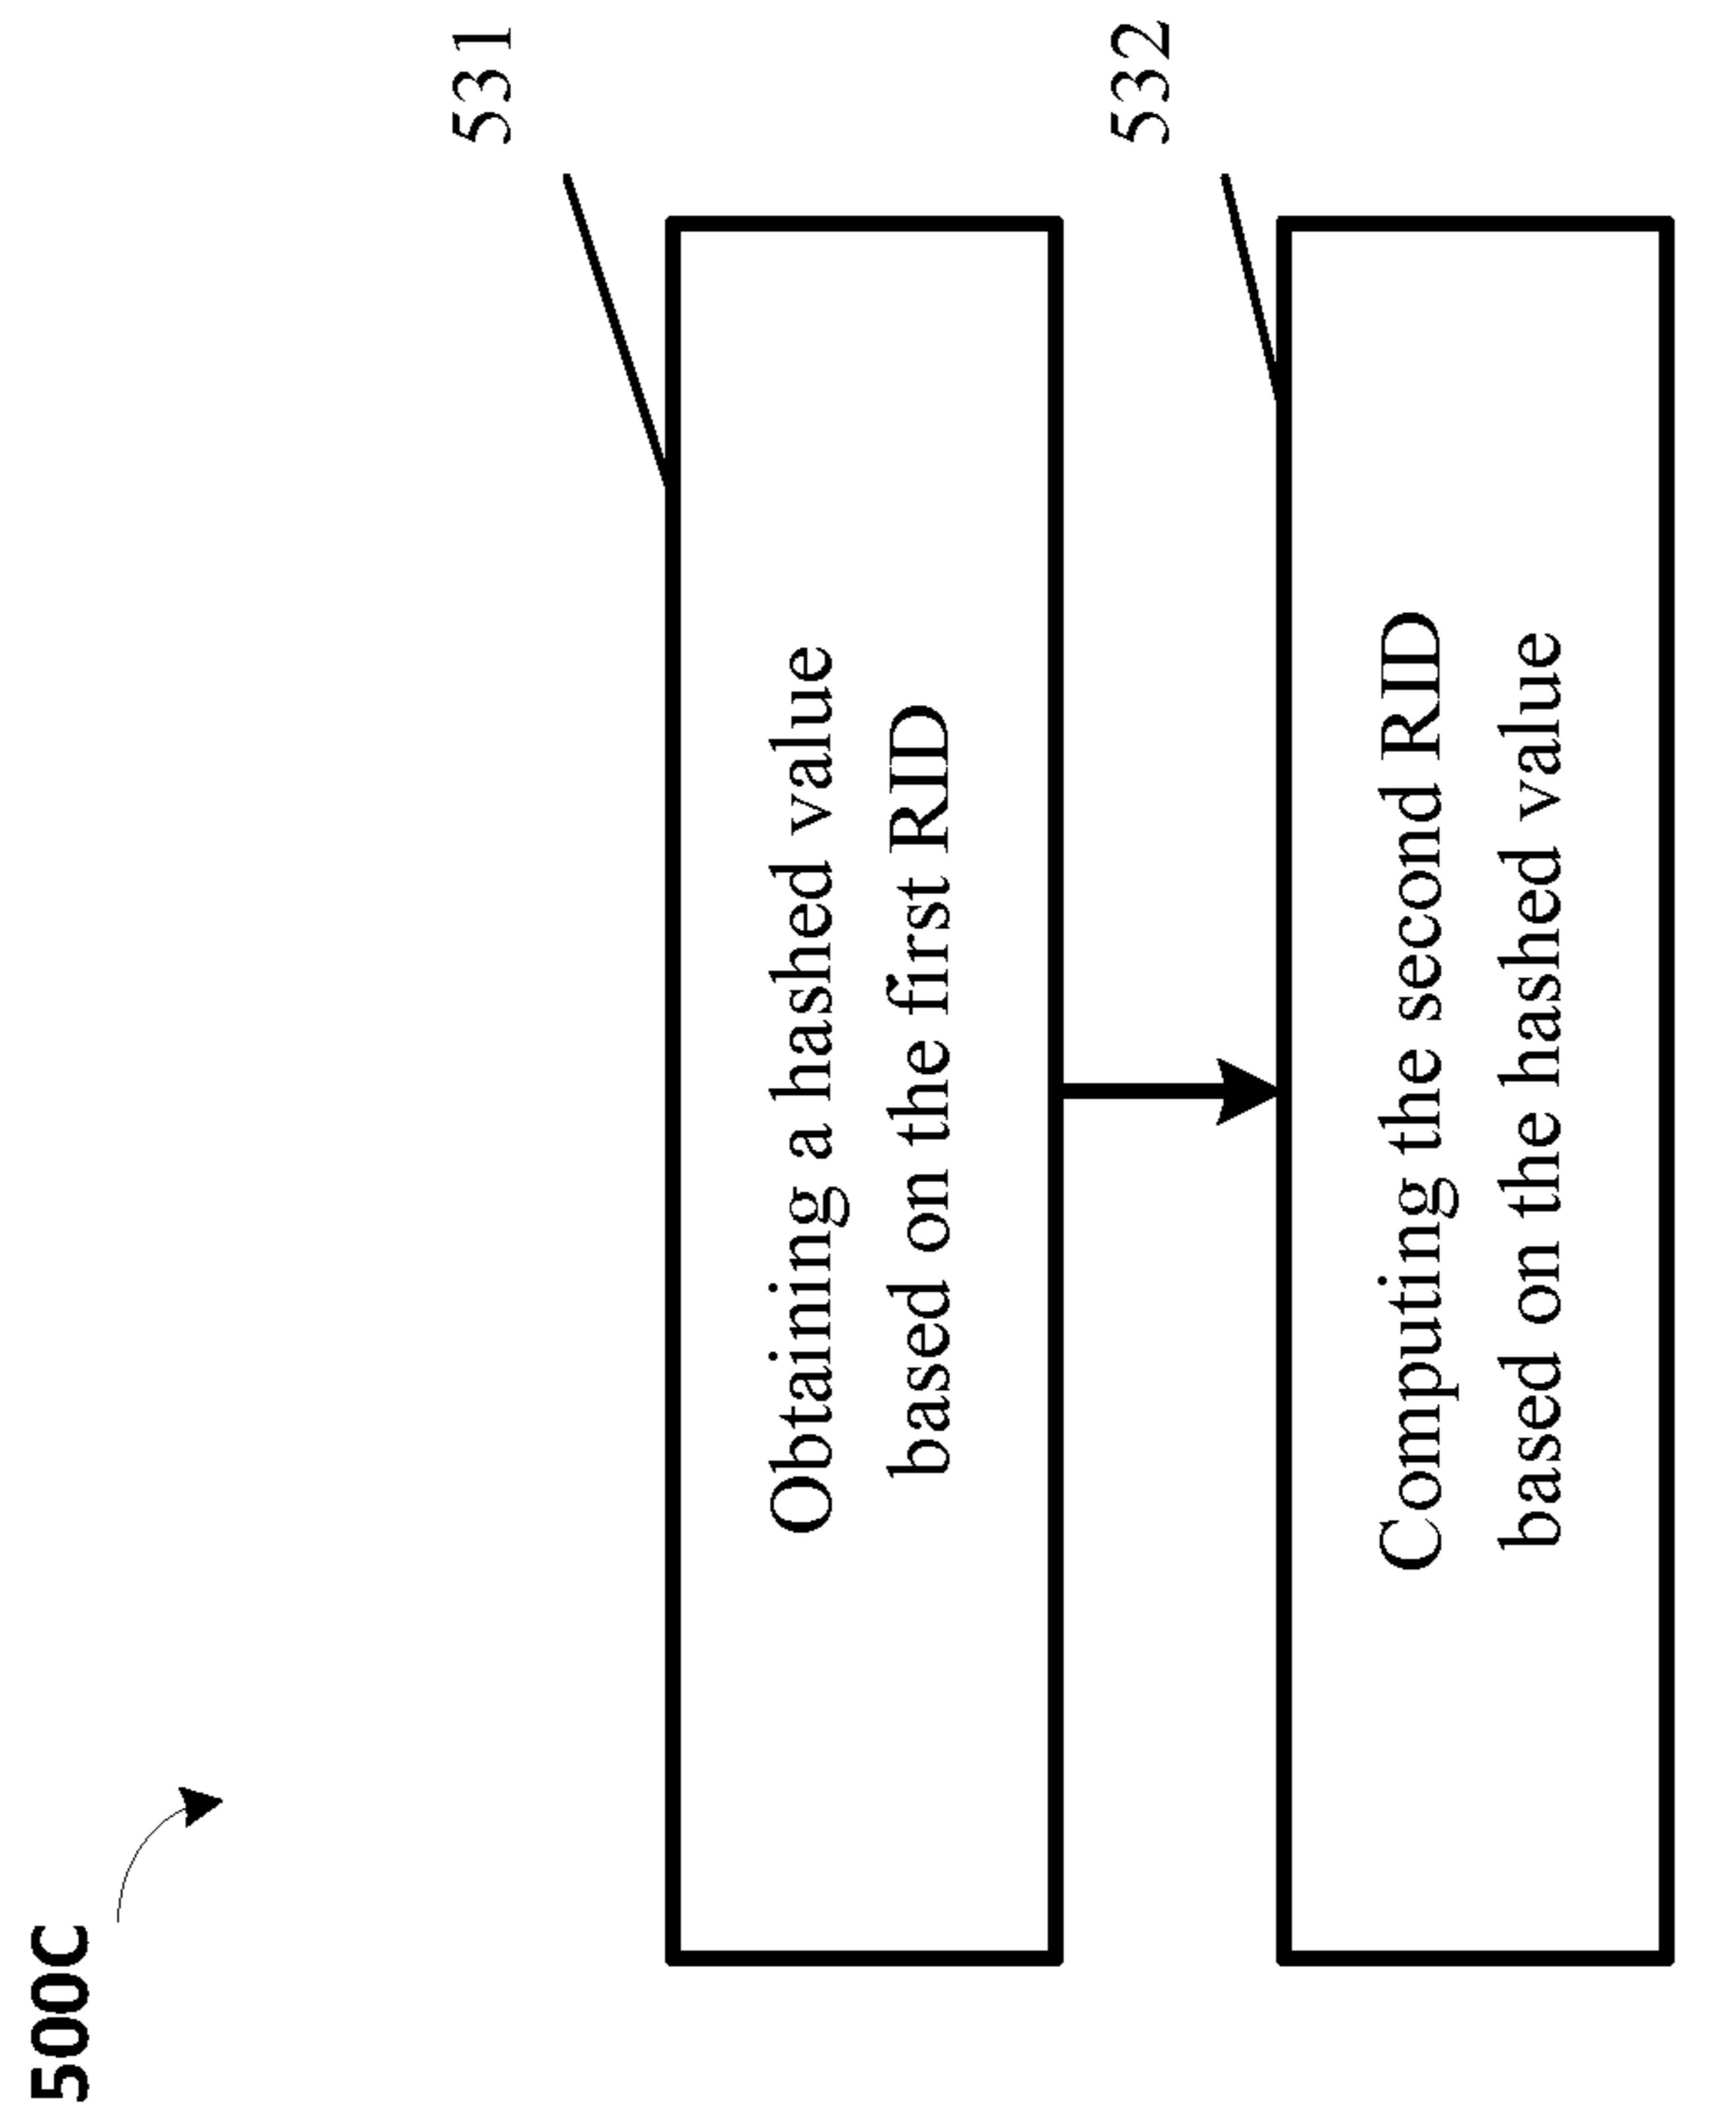 500C
531
Obtaining a hashed value
based on the first RID
532
Computing the second RID
based on the hashed value